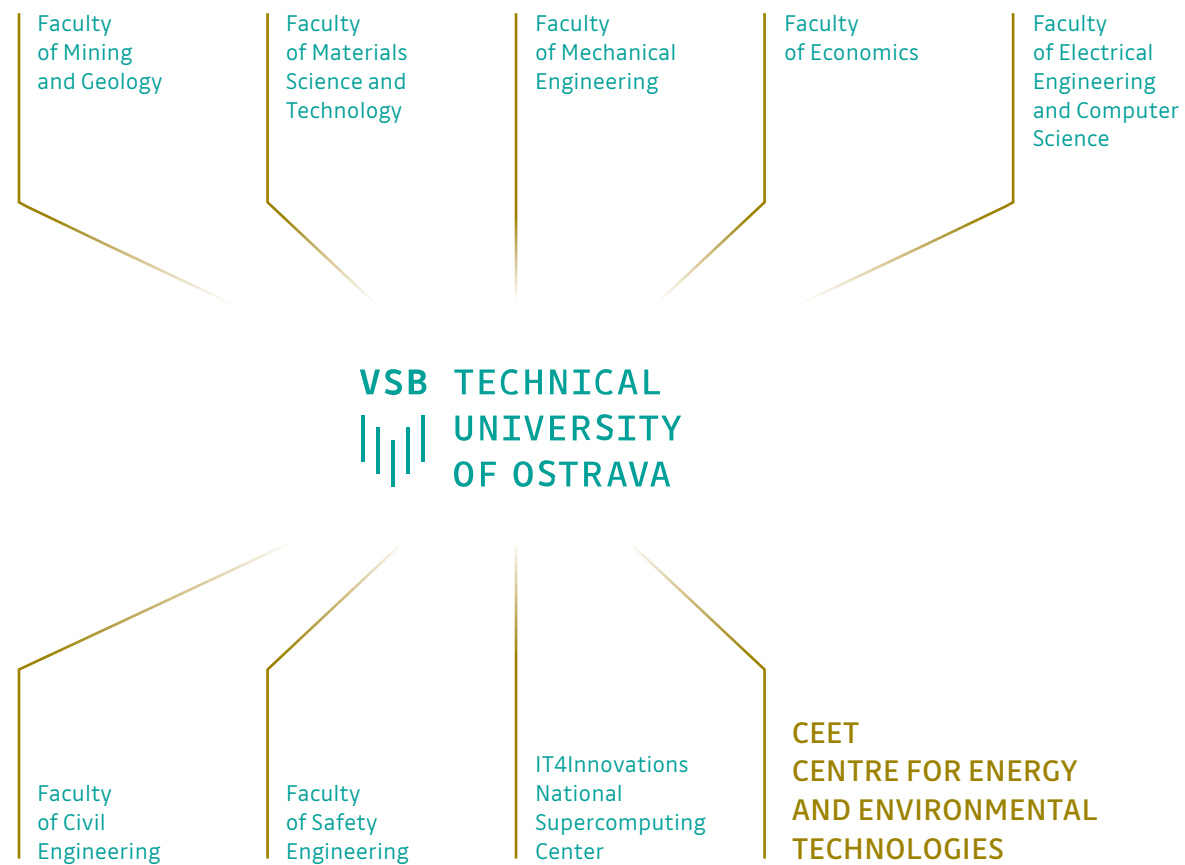 Faculty
of Mining
and Geology
Faculty
of Materials
Science and
Technology
Faculty
of Mechanical
Engineering
Faculty
of Economics
Faculty
of Electrical
Engineering
and Computer
Science
VSB TECHNICAL
UNIVERSITY
OF OSTRAVA
Faculty
of Civil
Engineering
Faculty
of Safety
Engineering
IT4Innovations
National
Supercomputing
Center
CEET
CENTRE FOR ENERGY
AND ENVIRONMENTAL
TECHNOLOGIES